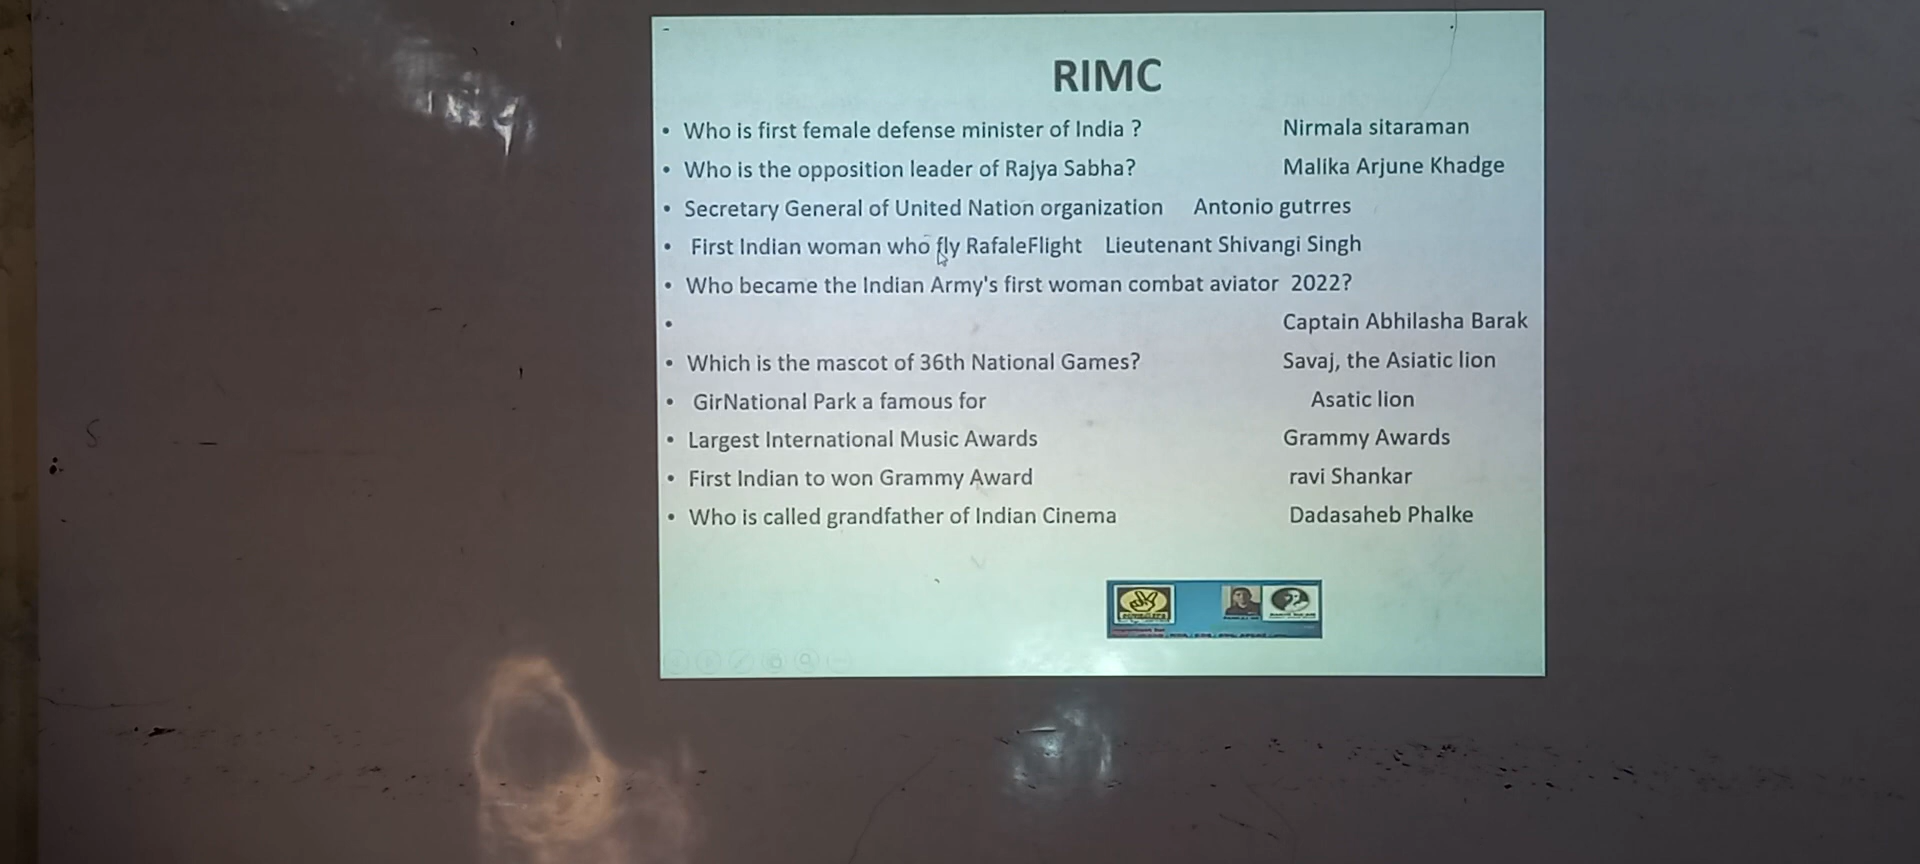 RIMC
• Who is first female defense minister of India ? Nirmala sitaraman
• Who is the opposition leader of Rajya Sabha? Malika Arjune Khadge
• Secretary General of United Nation organization Antonio gutrres
• First Indian woman who fly RafaleFlight Lieutenant Shivangi Singh
• Who became the Indian Army's first woman combat aviator 2022?
• Captain Abhilasha Barak
• Which is the mascot of 36th National Games? Savaj, the Asiatic lion
• GirNational Park a famous for Asatic lion
• Largest International Music Awards Grammy Awards
• First Indian to won Grammy Award ravi Shankar
• Who is called grandfather of Indian Cinema Dadasaheb Phalke